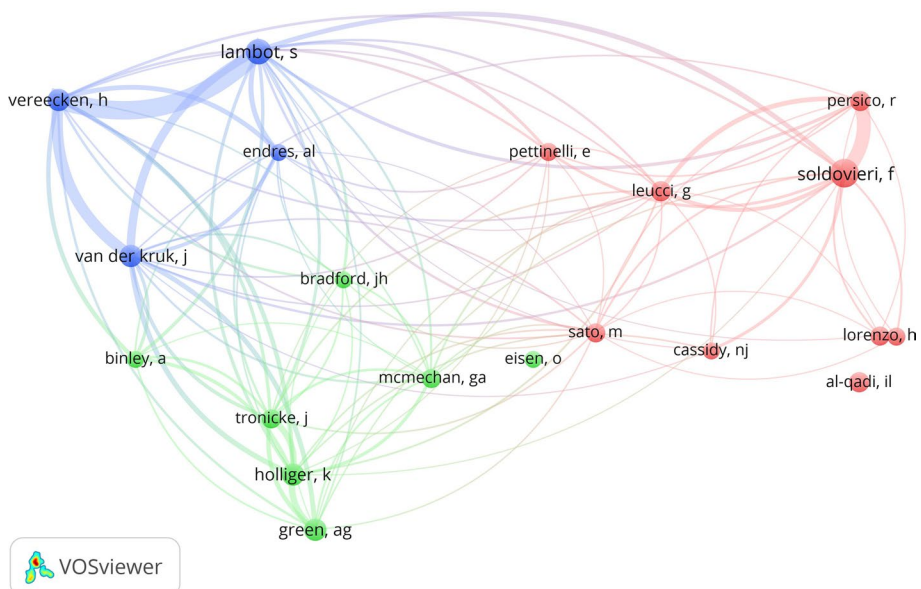 lambot, s
vereecken, h
persico, r
endres, al
pettinelli, e
soldovieri, f
leucci, g
van der kruk, j
bradford, jh
sato, m
lorenzo, h
binley, a
eisen, o
cassidy, nj
mcmechan, ga
al-qadi, il
tronicke, j
holliger, k
green, ag
VOSviewer